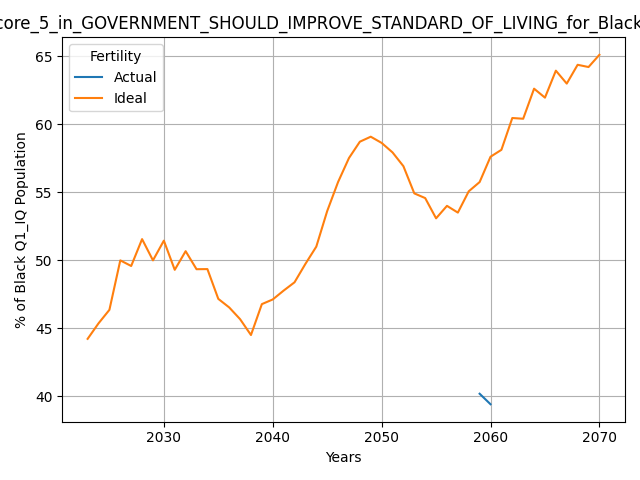 core_5_in_GOVERNMENT_SHOULD_IMPROVE_STANDARD_OF_LIVING_for_Black
Fertility
Actual
Ideal
% of Black Q1_IQ Population
65
60
55
50
45
40
2030
2040
2050
2060
2070
Years